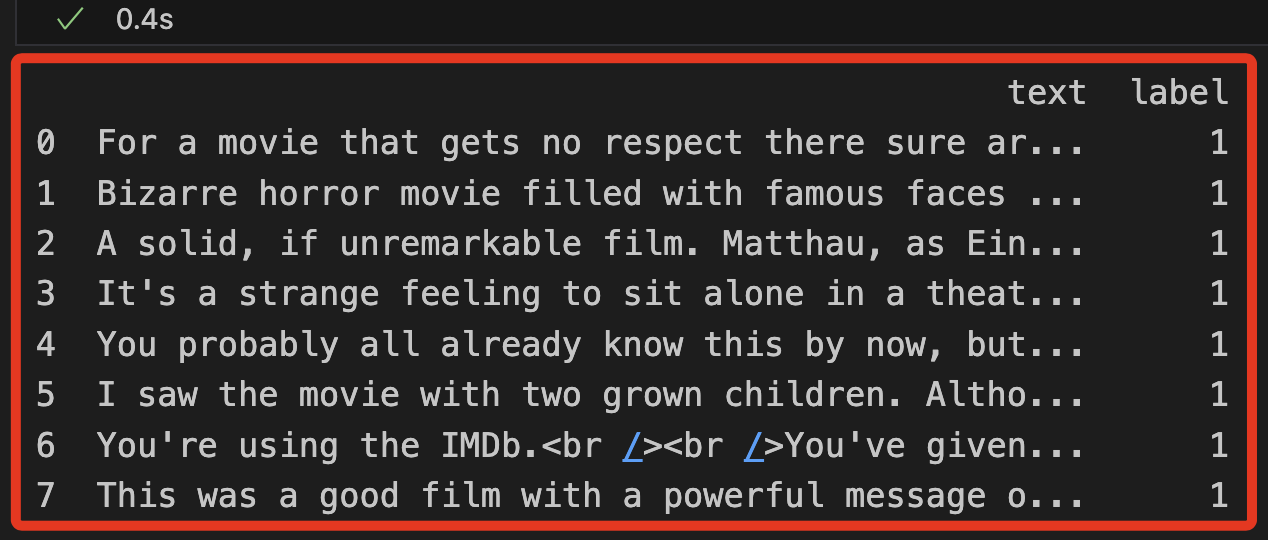 0.4s
text label
0 For a movie that gets no respect there sure ar... 1
1 Bizarre horror movie filled with famous faces ... 1
2 A solid, if unremarkable film. Matthau, as Ein... 1
3 It's a strange feeling to sit alone in a theat... 1
4 You probably all already know this by now, but... 1
5 I saw the movie with two grown children. Altho... 1
6 You're using the IMDb.<br /><br />You've given... 1
7 This was a good film with a powerful message o... 1